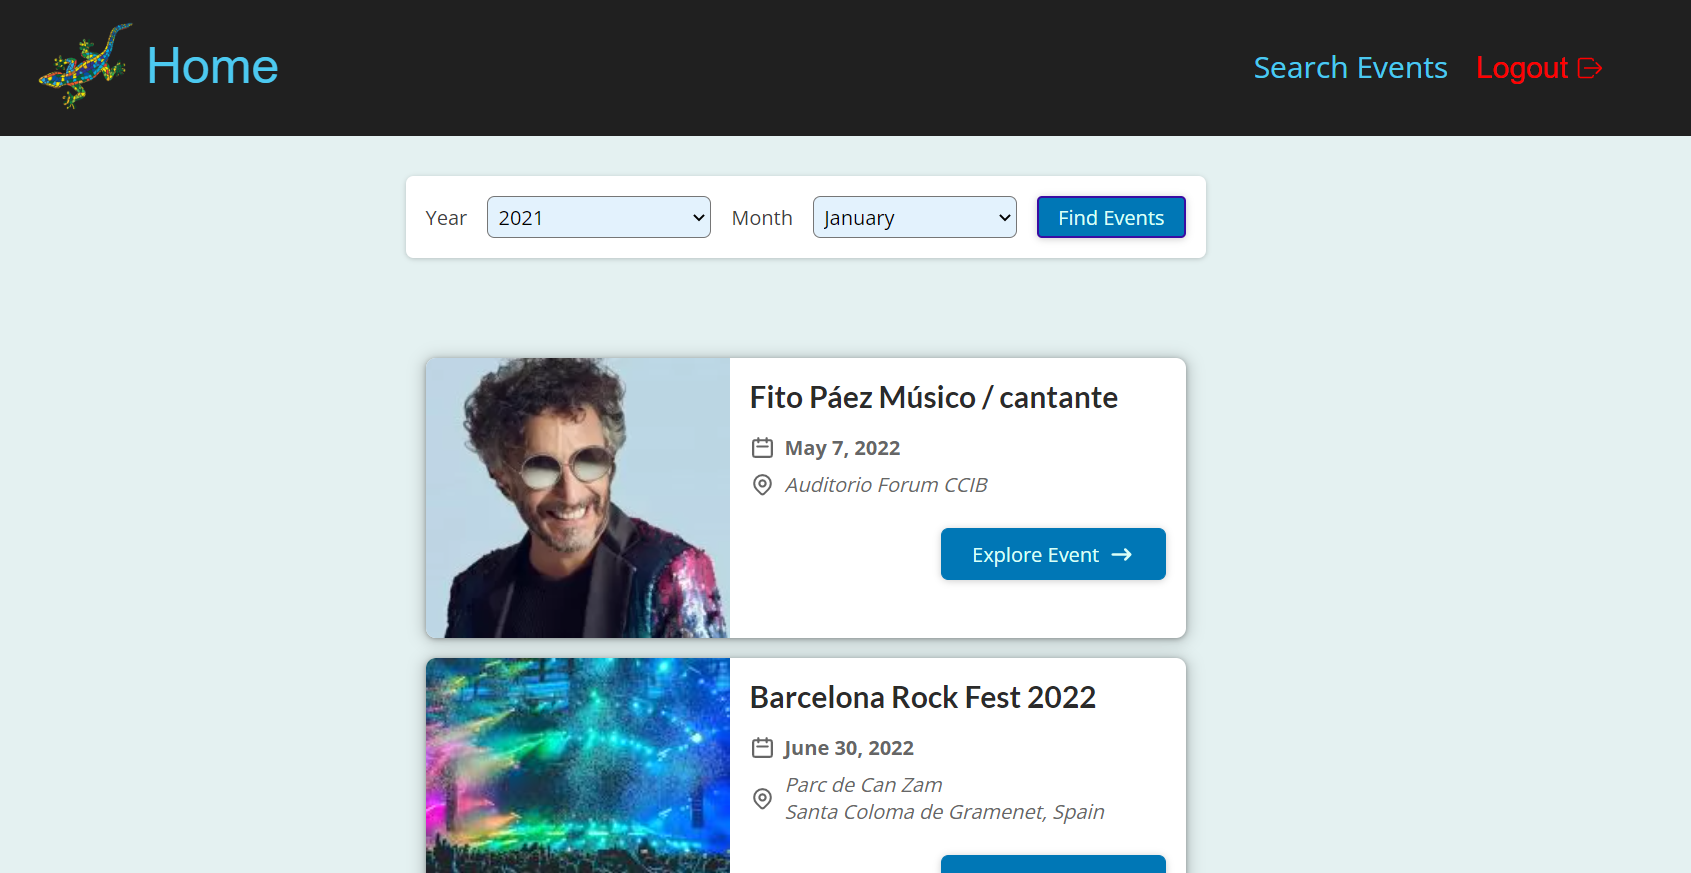 Home
Search Events
Logout
Year
2021
Month
January
Find Events
Fito Páez Músico / cantante
May 7, 2022
Auditorio Forum CCIB
Explore Event
Barcelona Rock Fest 2022
June 30, 2022
Parc de Can Zam
Santa Coloma de Gramenet, Spain